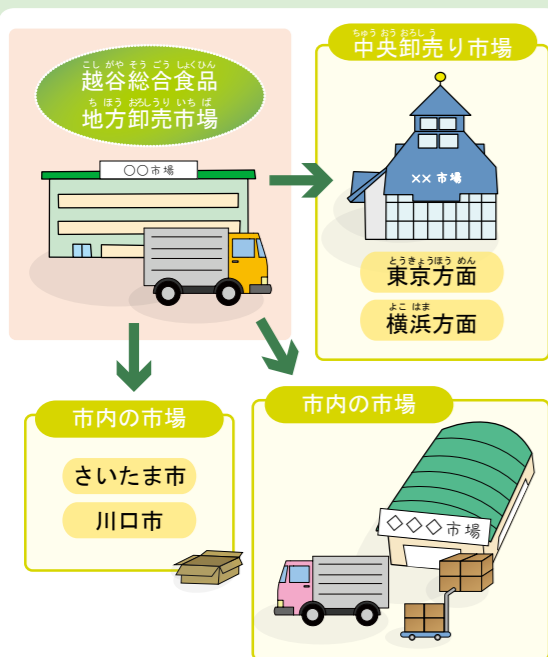 こしがやそうごうしょくひん
越谷総合食品
ちほうおろしうりいちば
地方卸売市場
〇〇市場
ちゅうおうおろしう
中央卸売り市場
×× 市場
とうきょうほうめん
東京方面
よこはま
横浜方面
市内の市場
さいたま市
川口市
市内の市場
◇◇◇市場